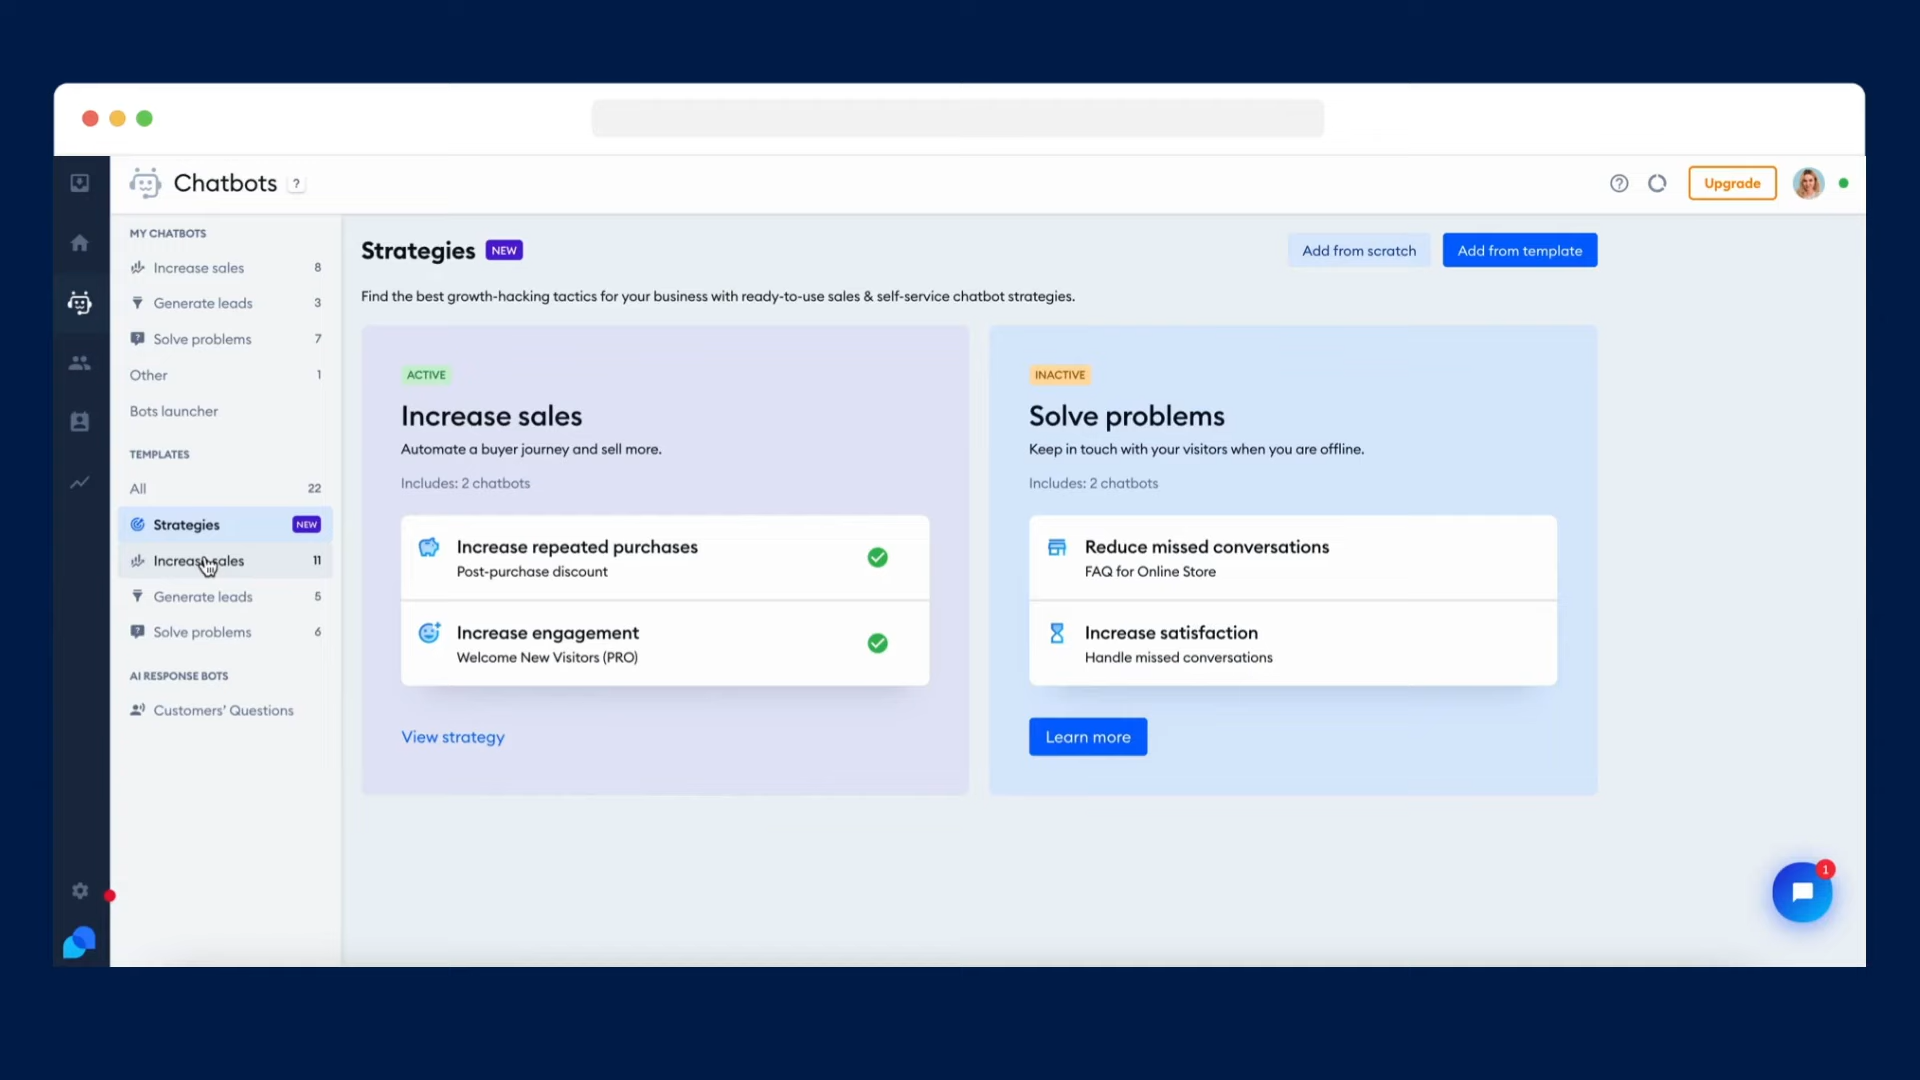 Chatbots ?
Upgrade
MY CHATBOTS
Increase sales 8
Generate leads 3
Solve problems 7
Other 1
Bots launcher
TEMPLATES
All 22
Strategies NEW
Increase sales 11
Generate leads 5
Solve problems 6
AI RESPONSE BOTS
Customers' Questions
Strategies NEW
Add from scratch
Add from template
Find the best growth-hacking tactics for your business with ready-to-use sales & self-service chatbot strategies.
ACTIVE
Increase sales
Automate a buyer journey and sell more.
Includes: 2 chatbots
Increase repeated purchases
Post-purchase discount
Increase engagement
Welcome New Visitors (PRO)
View strategy
INACTIVE
Solve problems
Keep in touch with your visitors when you are offline.
Includes: 2 chatbots
Reduce missed conversations
FAQ for Online Store
Increase satisfaction
Handle missed conversations
Learn more
1